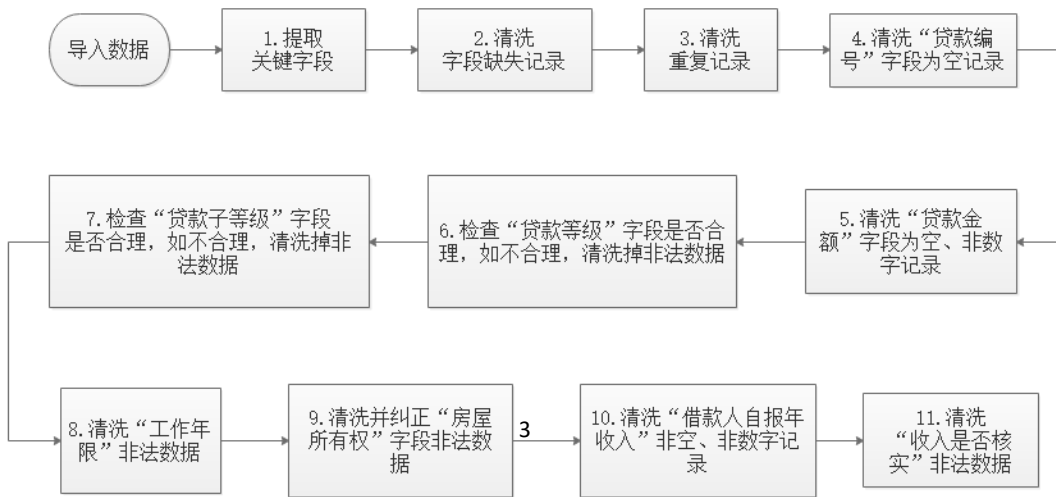 导入数据
1.提取
关键字段
2.清洗
字段缺失记录
3.清洗
重复记录
4.清洗“贷款编
号”字段为空记录
7.检查“贷款子等级”字段
是否合理，如不合理，清洗掉非
法数据
6.检查“贷款等级”字段是否合
理，如不合理，清洗掉非法数据
5.清洗“贷款金
额”字段为空、非数
字记录
8.清洗“工作年
限”非法数据
9.清洗并纠正“房屋
所有权”字段非法数
据
3
10.清洗“借款人自报年
收入”非空、非数字记
录
11.清洗
“收入是否核
实”非法数据